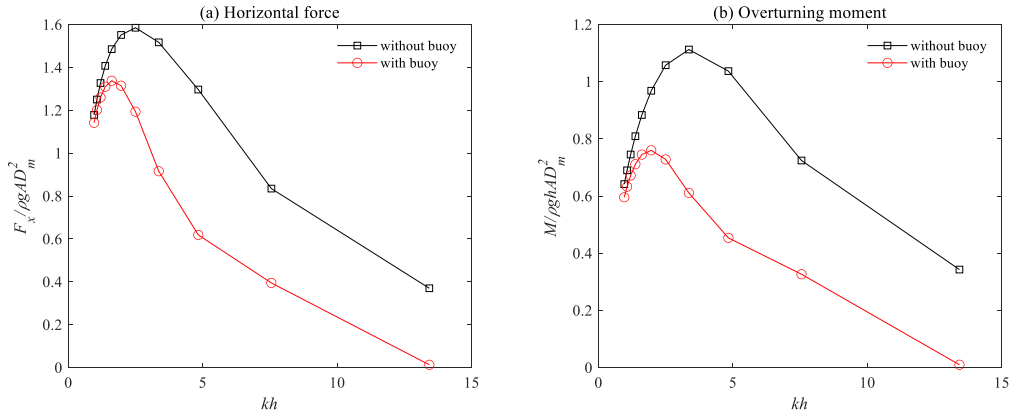 (a) Horizontal force
1.6
1.4
1.2
1
0.8
0.6
0.4
0.2
0
F_x/ρgAD_m^2
without buoy
with buoy
0 5 10 15
kh
(b) Overturning moment
1.2
1
0.8
0.6
0.4
0.2
0
M/ρghAD_m^2
without buoy
with buoy
0 5 10 15
kh